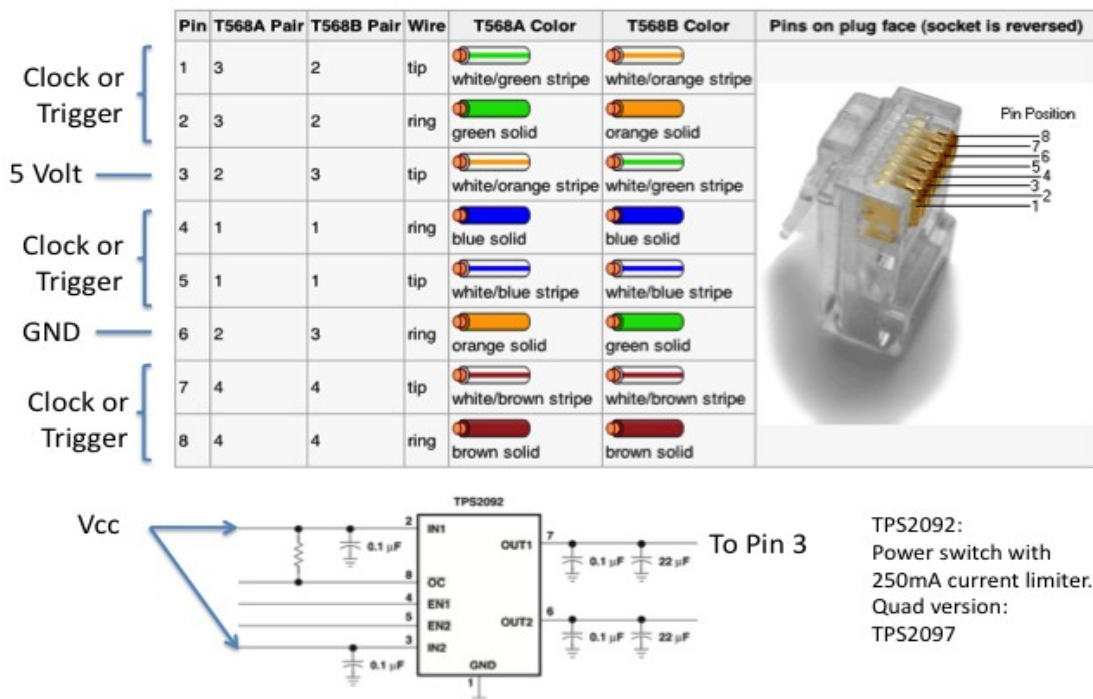 Pin T568A Pair T568B Pair Wire T568A Color T568B Color Pins on plug face (socket is reversed)
Clock or
Trigger
1 3 2 tip white/green stripe white/orange stripe
2 3 2 ring green solid orange solid
5 Volt
3 2 3 tip white/orange stripe white/green stripe
Clock or
Trigger
4 1 1 ring blue solid blue solid
5 1 1 tip white/blue stripe white/blue stripe
GND
6 2 3 ring orange solid green solid
Clock or
Trigger
7 4 4 tip white/brown stripe white/brown stripe
8 4 4 ring brown solid brown solid
Pin Position
8
7
6
5
4
3
2
1
TPS2092
Vcc
2 IN1
0.1 µF
8 OC
4 EN1
5 EN2
3 IN2
0.1 µF
GND
1
OUT1 7
0.1 µF 22 µF
To Pin 3
OUT2 6
0.1 µF 22 µF
TPS2092:
Power switch with
250mA current limiter.
Quad version:
TPS2097